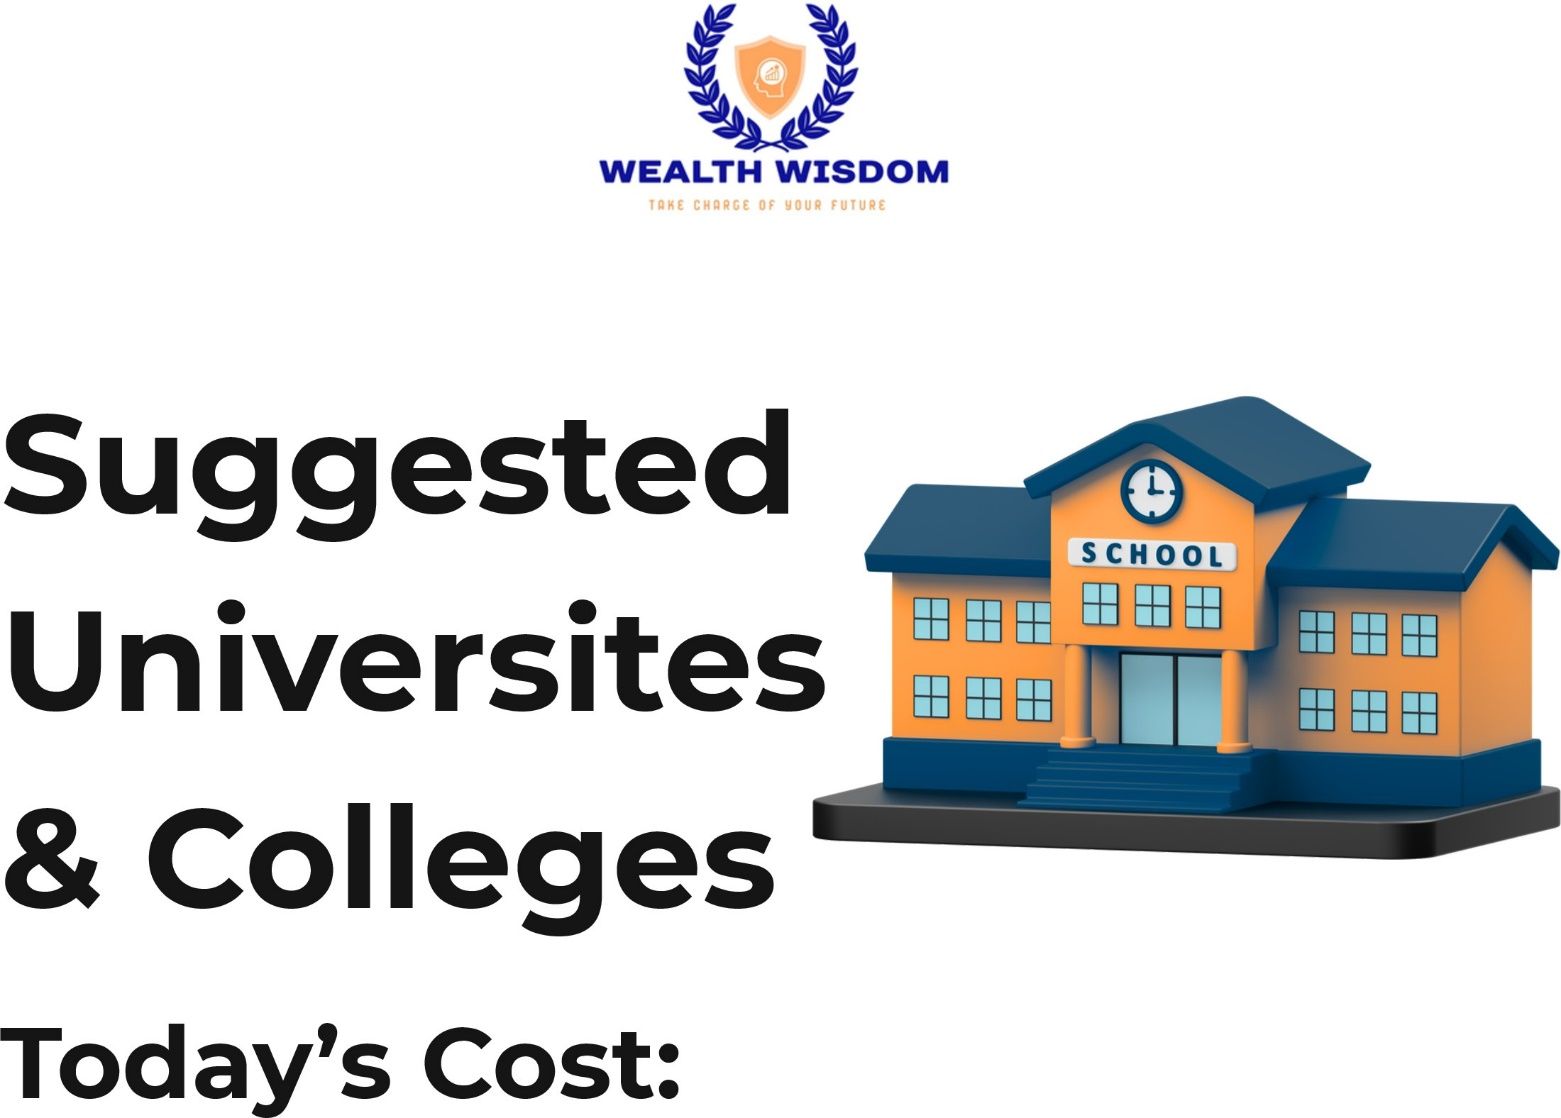 WEALTH WISDOM
TAKE CHARGE OF YOUR FUTURE
Suggested
SCHOOL
Universites
& Colleges
Today’s Cost: